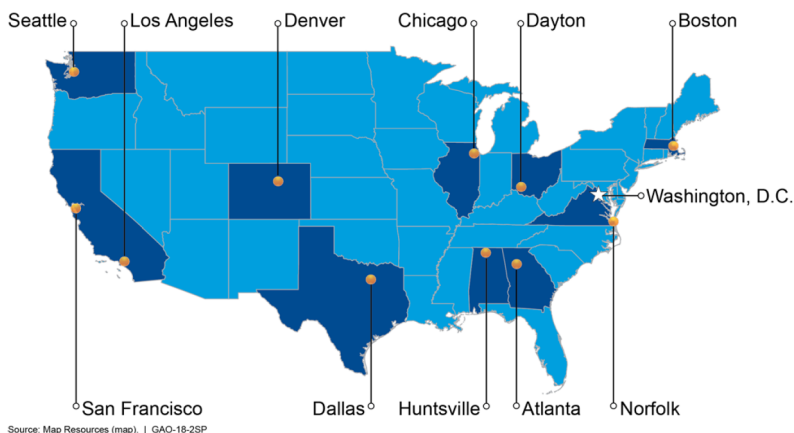 Seattle
Los Angeles
Denver
Chicago
Dayton
Boston
Washington, D.C.
San Francisco
Dallas
Huntsville
Atlanta
Norfolk
Source: Map Resources (map). | GAO-18-2SP